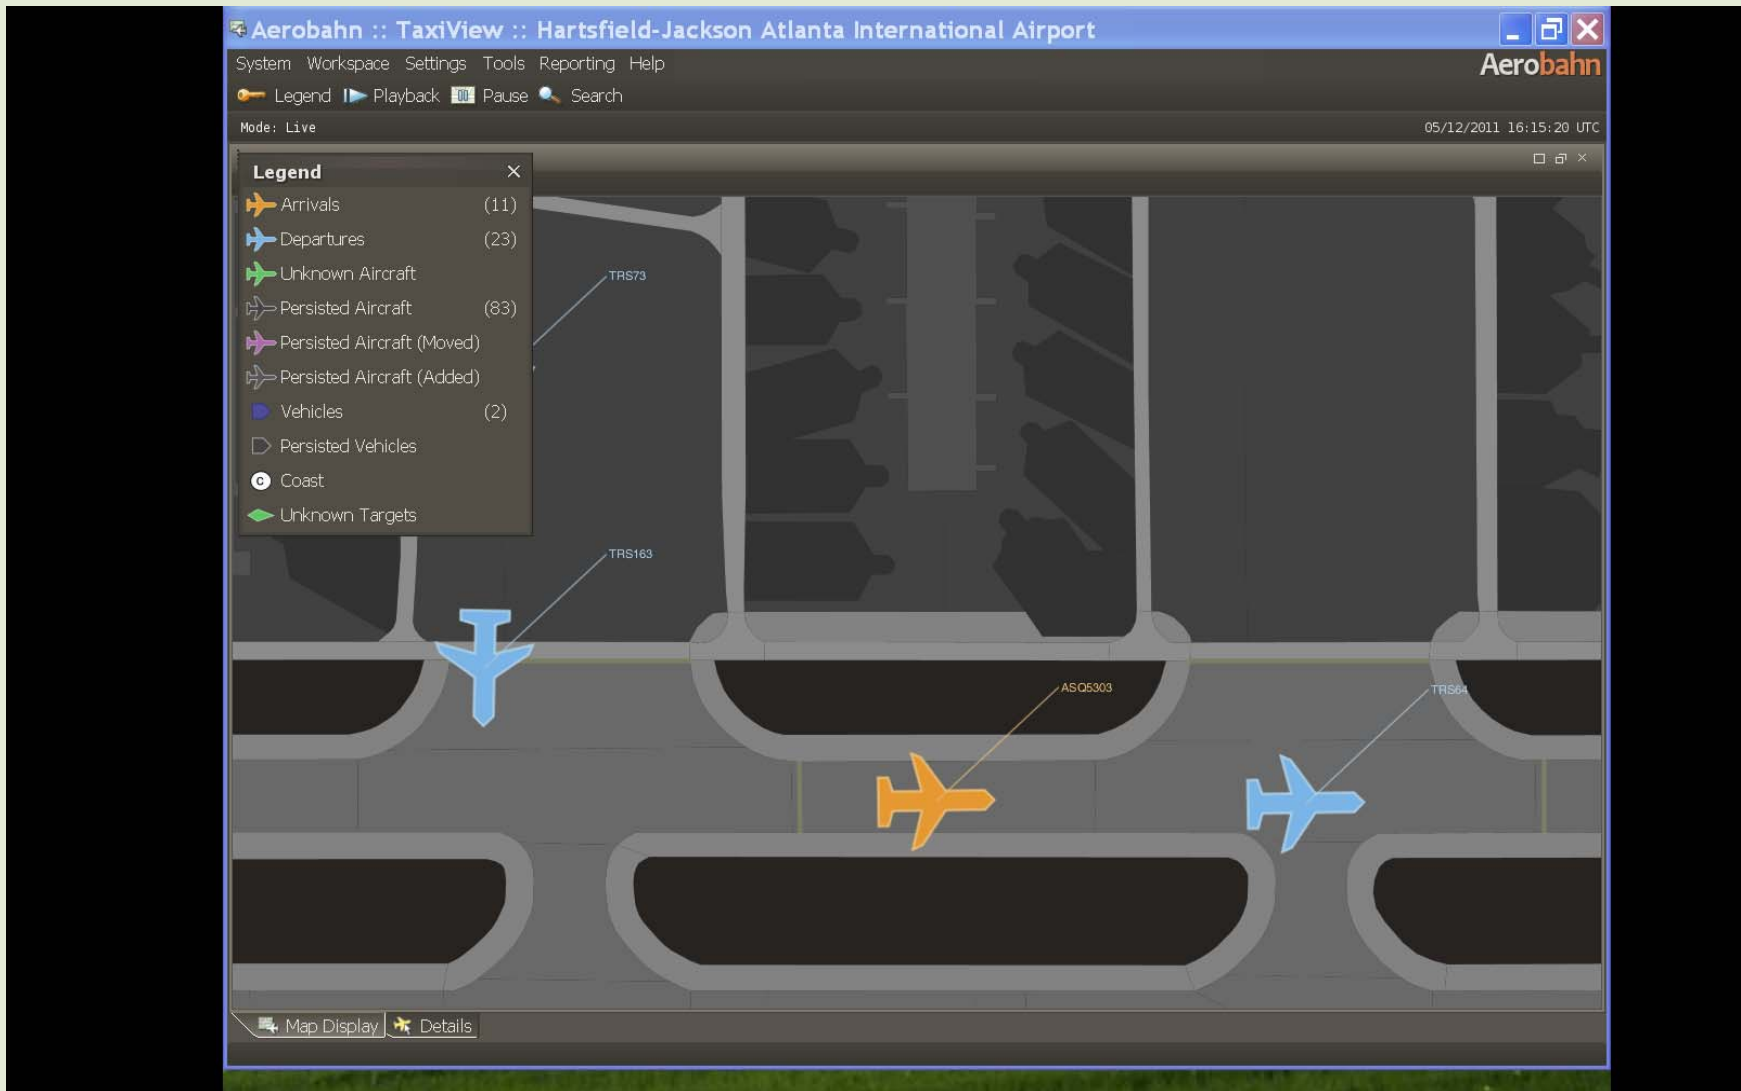 Aerobahn :: TaxiView :: Hartsfield-Jackson Atlanta International Airport
System Workspace Settings Tools Reporting Help
Aerobahn
Legend Playback Pause Search
Mode: Live
05/12/2011 16:15:20 UTC
Legend
Arrivals (11)
Departures (23)
Unknown Aircraft
Persisted Aircraft (83)
Persisted Aircraft (Moved)
Persisted Aircraft (Added)
Vehicles (2)
Persisted Vehicles
C Coast
Unknown Targets
TRS73
TRS163
ASQ5303
TRS64
Map Display Details